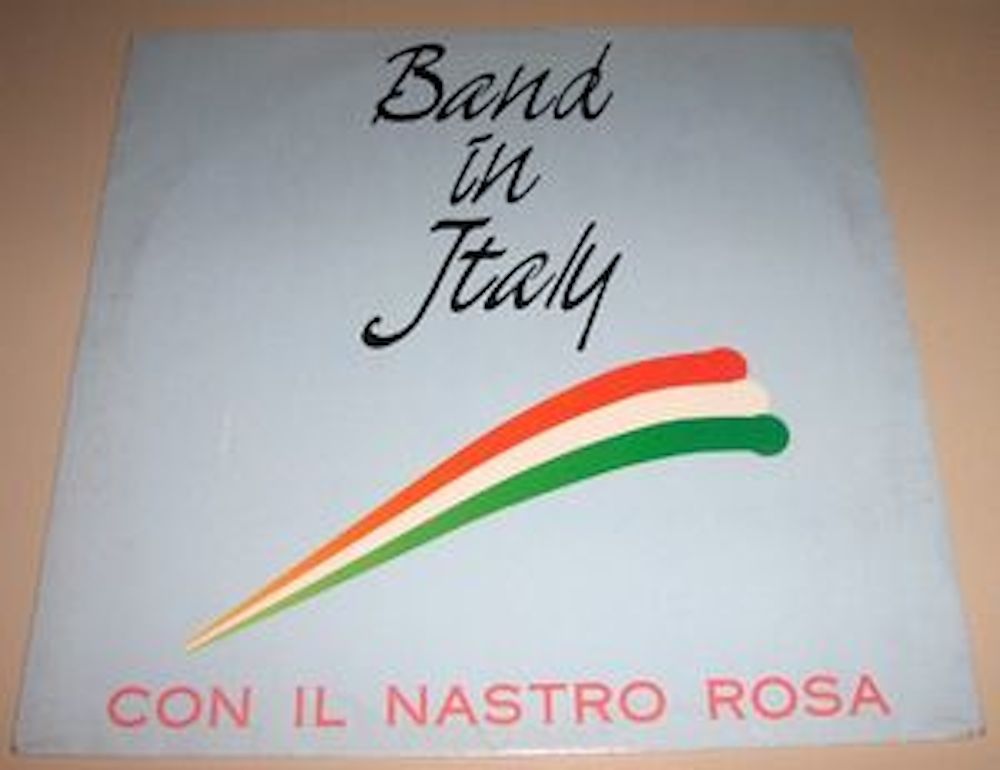 Band
in
Italy
CON IL NASTRO ROSA